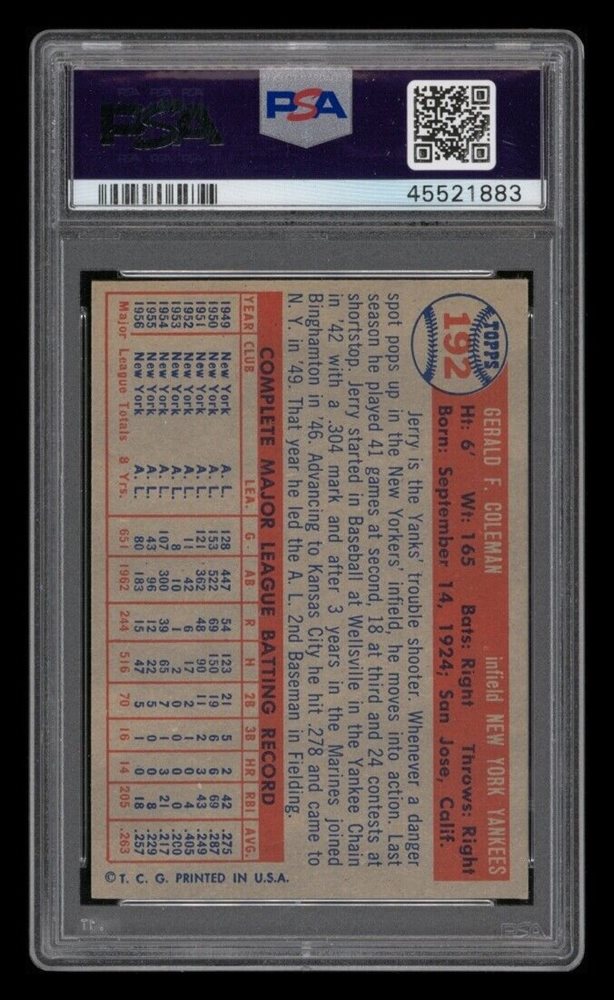 PSA
PSA
45521883
TOPPS
192
GERALD F. COLEMAN infield NEW YORK YANKEES
Ht: 6' Wt: 165 Bats: Right Throws: Right
Born: September 14, 1924; San Jose, Calif.
Jerry is the Yanks' trouble shooter. Whenever a danger
spot pops up in the New Yorkers' infield, he moves into action. Last
season he played 41 games at second, 18 at third and 24 contests at
shortstop. Jerry started in Baseball at Wellsville in the Yankee Chain
in '42 with a .304 mark and after 3 years in the Marines joined
Binghamton in '46. Advancing to Kansas City he hit .278 and came to
N. Y. in '49. That year he led the A. L. 2nd Baseman in Fielding.
COMPLETE MAJOR LEAGUE BATTING RECORD
YEAR CLUB LEA. G AB R H 2B 3B HR RBI AVG.
1949 New York A. L. 128 447 54 123 21 5 2 42 .275
1950 New York A. L. 153 522 69 150 19 6 6 69 .287
1951 New York A. L. 121 362 48 90 11 2 3 43 .249
1952 New York A. L. 11 42 6 17 2 1 0 4 .405
1953 New York A. L. 8 10 1 2 0 0 0 0 .200
1954 New York A. L. 107 300 39 65 7 1 3 21 .217
1955 New York A. L. 43 96 12 22 5 0 0 8 .229
1956 New York A. L. 80 183 15 47 5 1 0 18 .257
Major League Totals 8 Yrs. 651 1962 244 516 70 16 14 205 .263
© T. C. G. PRINTED IN U.S.A.